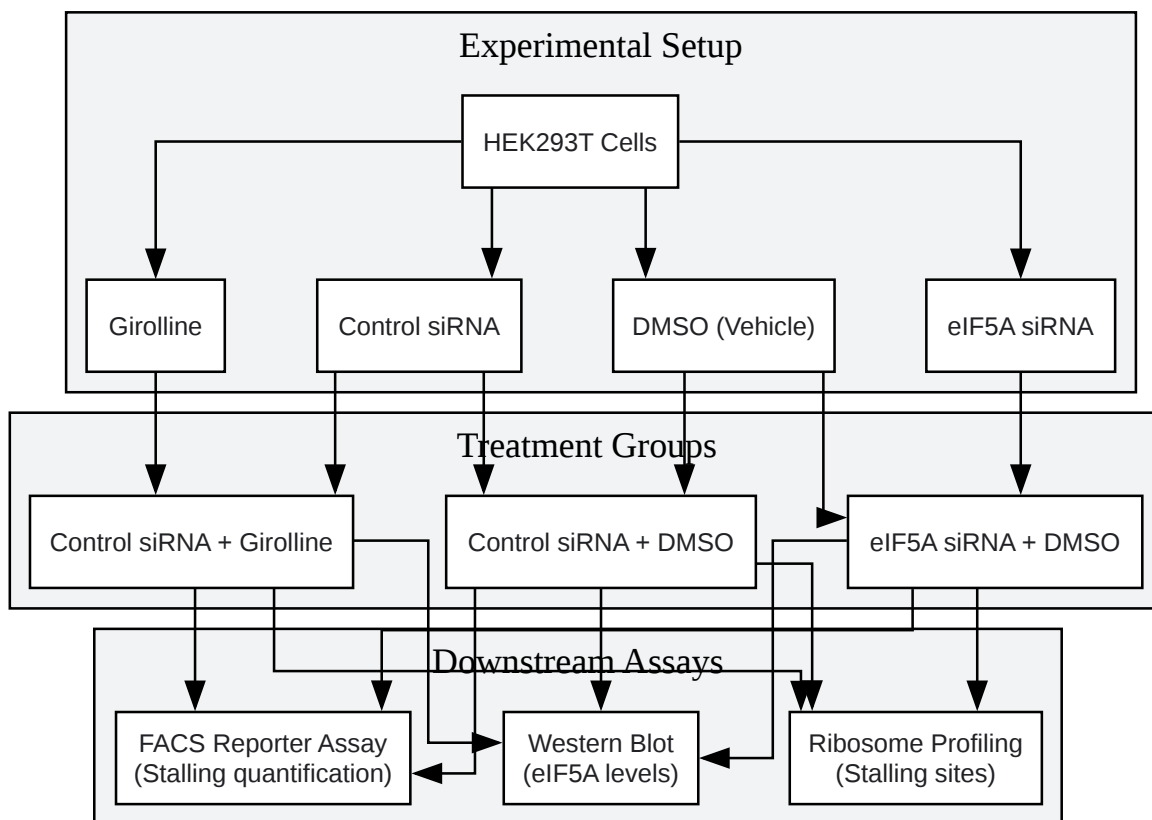 Experimental Setup
HEK293T Cells
Girolline
Control siRNA
DMSO (Vehicle)
eIF5A siRNA
Treatment Groups
Control siRNA + Girolline
Control siRNA + DMSO
eIF5A siRNA + DMSO
Downstream Assays
FACS Reporter Assay
(Stalling quantification)
Western Blot
(eIF5A levels)
Ribosome Profiling
(Stalling sites)